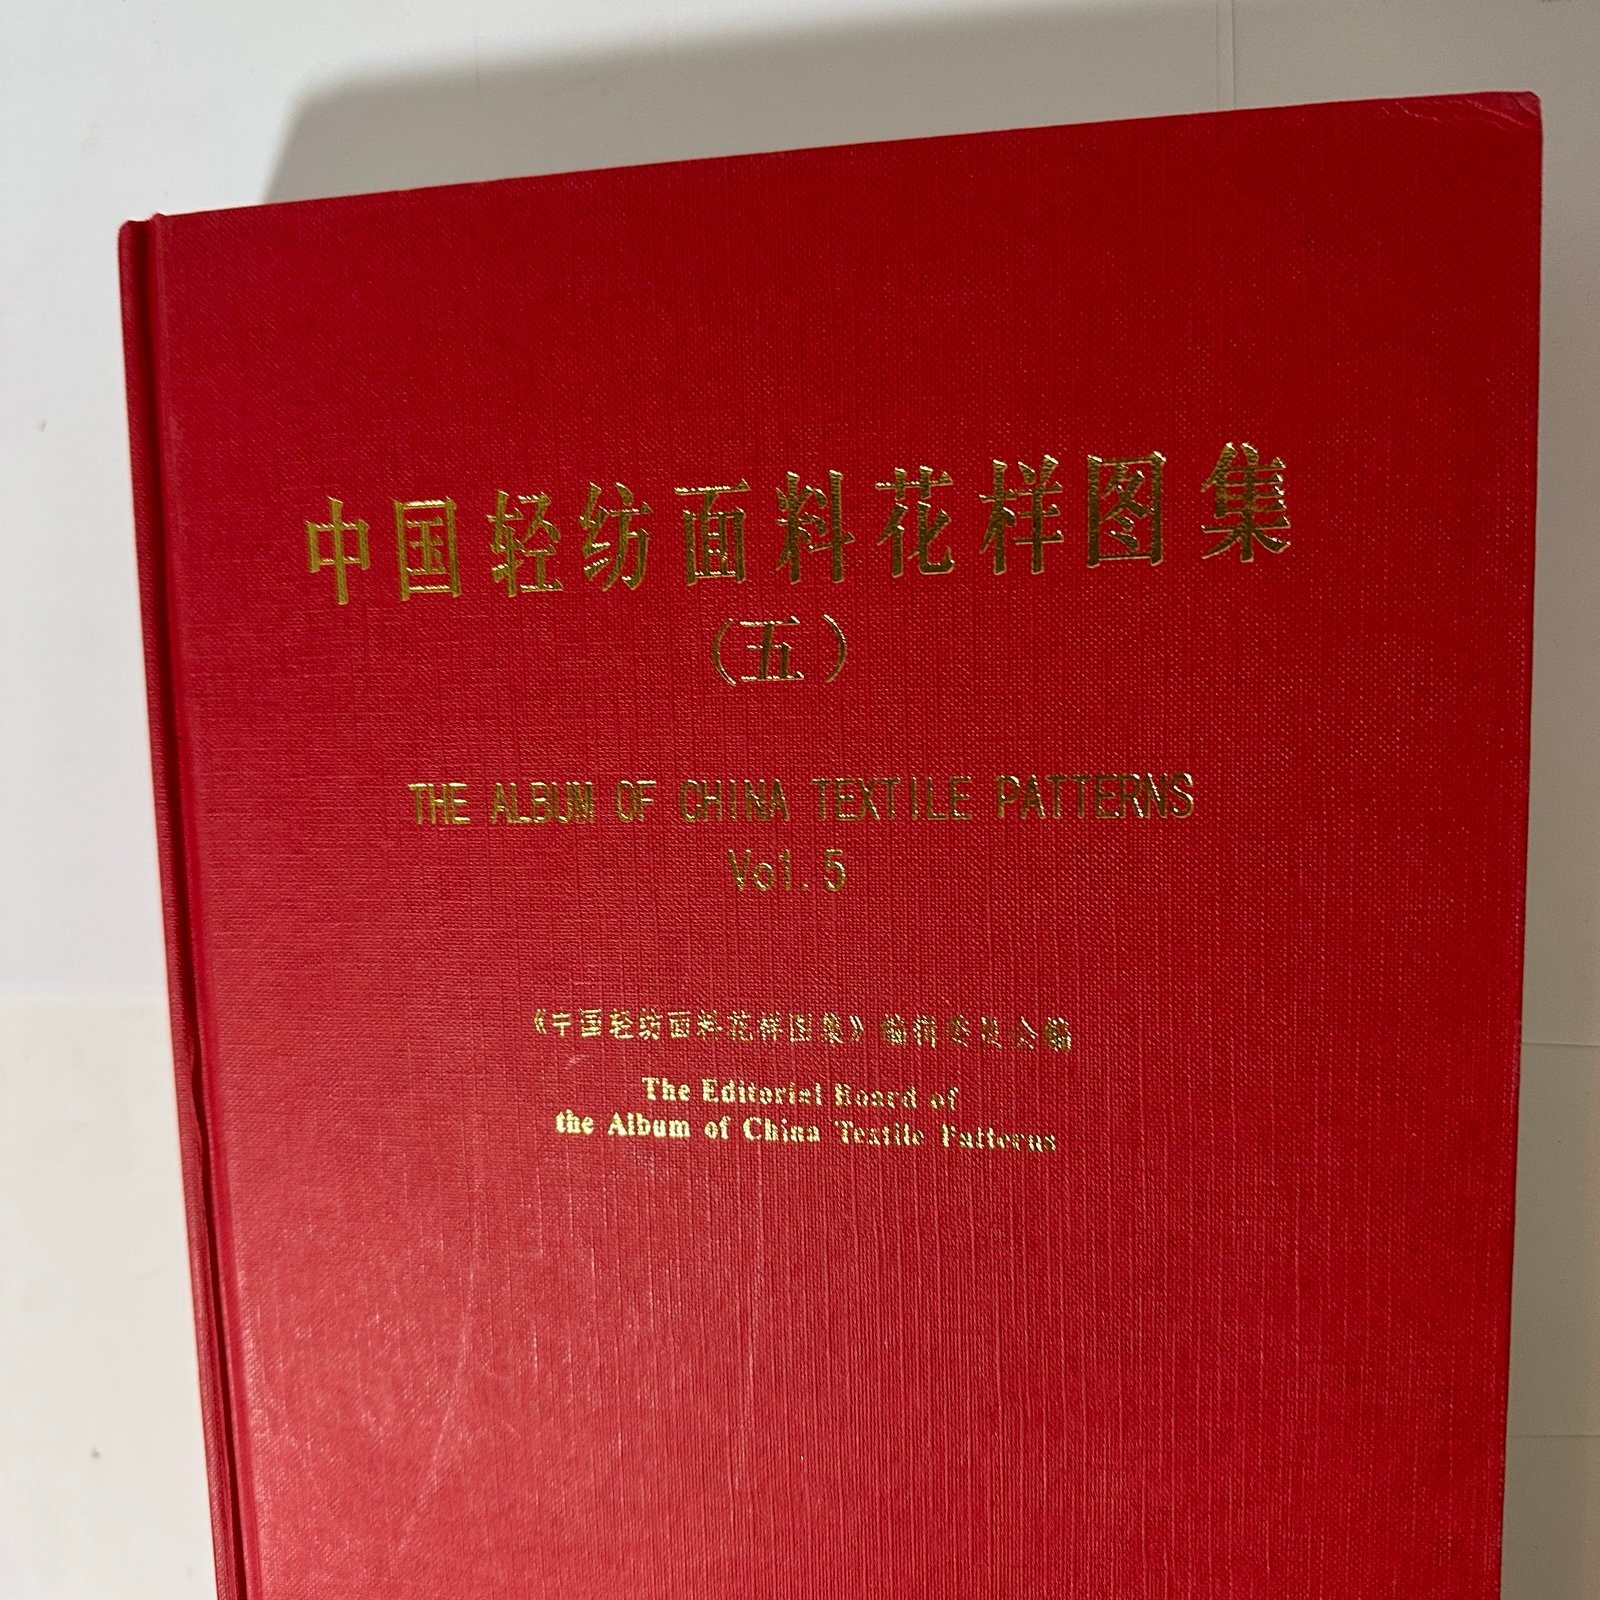 中国轻纺面料花样图集
（五）
THE ALBUM OF CHINA TEXTILE PATTERNS
Vol. 5
《中国轻纺面料花样图集》编辑委员会编
The Editorial Board of
the Album of China Textile Patterns